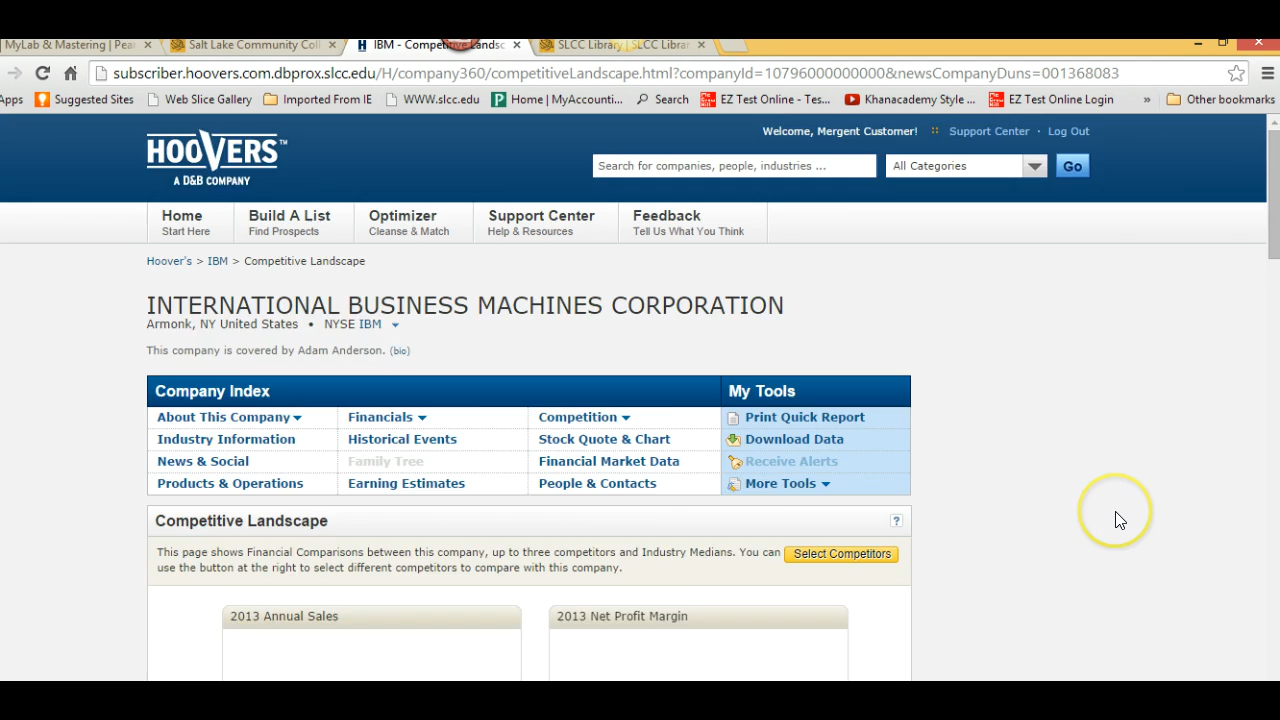 MyLab & Mastering | Pea × Salt Lake Community Coll × IBM - Competitive Landsc × SLCC Library | SLCC Librar ×
subscriber.hoovers.com.dbprox.slcc.edu/H/company360/competitiveLandscape.html?companyId=10796000000000&newsCompanyDuns=001368083
Apps Suggested Sites Web Slice Gallery Imported From IE WWW.slcc.edu Home | MyAccounti... Search EZ Test Online - Tes... Khanacademy Style ... EZ Test Online Login » Other bookmarks
Welcome, Mergent Customer! Support Center · Log Out
HOOVERS™
A D&B COMPANY
Search for companies, people, industries ... All Categories Go
Home Build A List Optimizer Support Center Feedback
Start Here Find Prospects Cleanse & Match Help & Resources Tell Us What You Think
Hoover's > IBM > Competitive Landscape
INTERNATIONAL BUSINESS MACHINES CORPORATION
Armonk, NY United States • NYSE IBM
This company is covered by Adam Anderson. (bio)
Company Index My Tools
About This Company Financials Competition Print Quick Report
Industry Information Historical Events Stock Quote & Chart Download Data
News & Social Family Tree Financial Market Data Receive Alerts
Products & Operations Earning Estimates People & Contacts More Tools
Competitive Landscape ?
This page shows Financial Comparisons between this company, up to three competitors and Industry Medians. You can Select Competitors
use the button at the right to select different competitors to compare with this company.
2013 Annual Sales 2013 Net Profit Margin